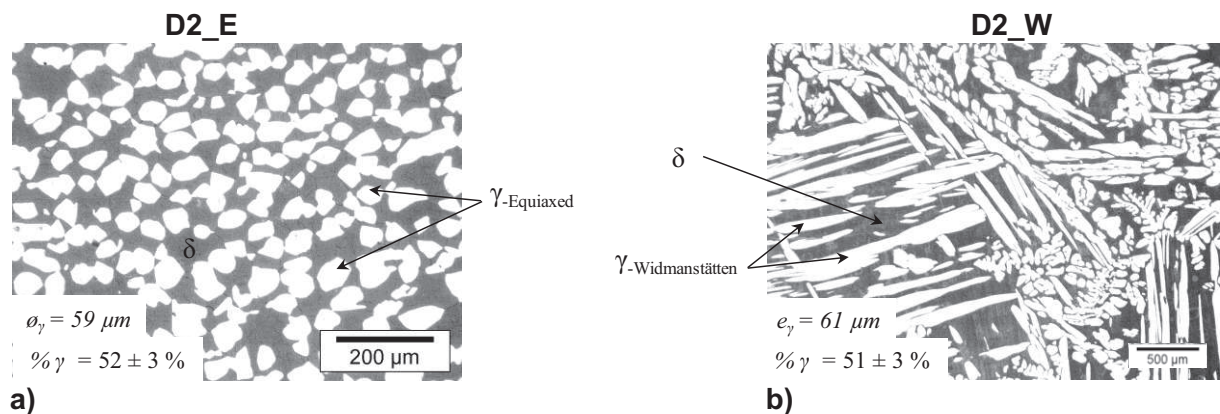 D2_E
D2_W
δ
γ-Equiaxed
øγ = 59 µm
%γ = 52 ± 3 %
200 µm
a)
δ
γ-Widmanstätten
eγ = 61 µm
%γ = 51 ± 3 %
500 µm
b)